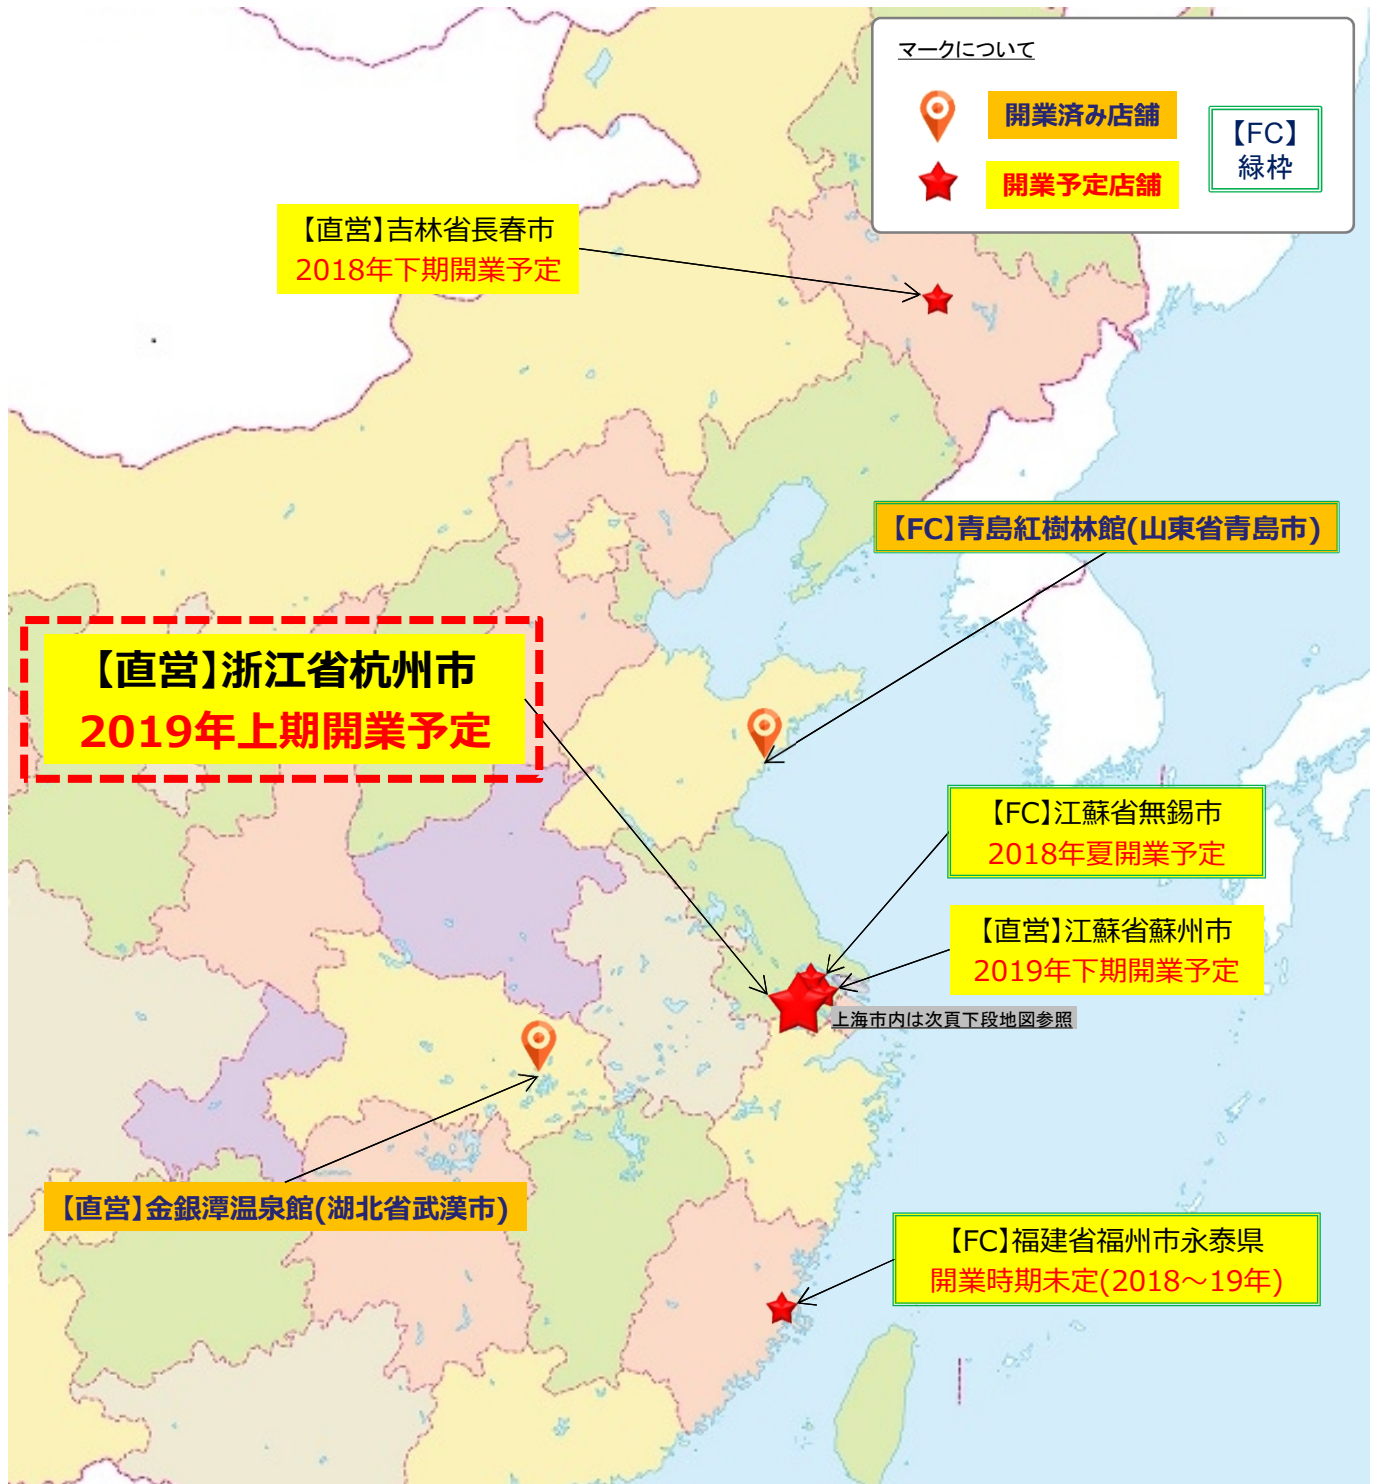 マークについて
開業済み店舗
開業予定店舗
【FC】
緑枠
【直営】吉林省長春市
2018年下期開業予定
【FC】青島紅樹林館(山東省青島市)
【直営】浙江省杭州市
2019年上期開業予定
【FC】江蘇省無錫市
2018年夏開業予定
【直営】江蘇省蘇州市
2019年下期開業予定
上海市内は次頁下段地図参照
【直営】金銀潭温泉館(湖北省武漢市)
【FC】福建省福州市永泰県
開業時期未定(2018～19年)